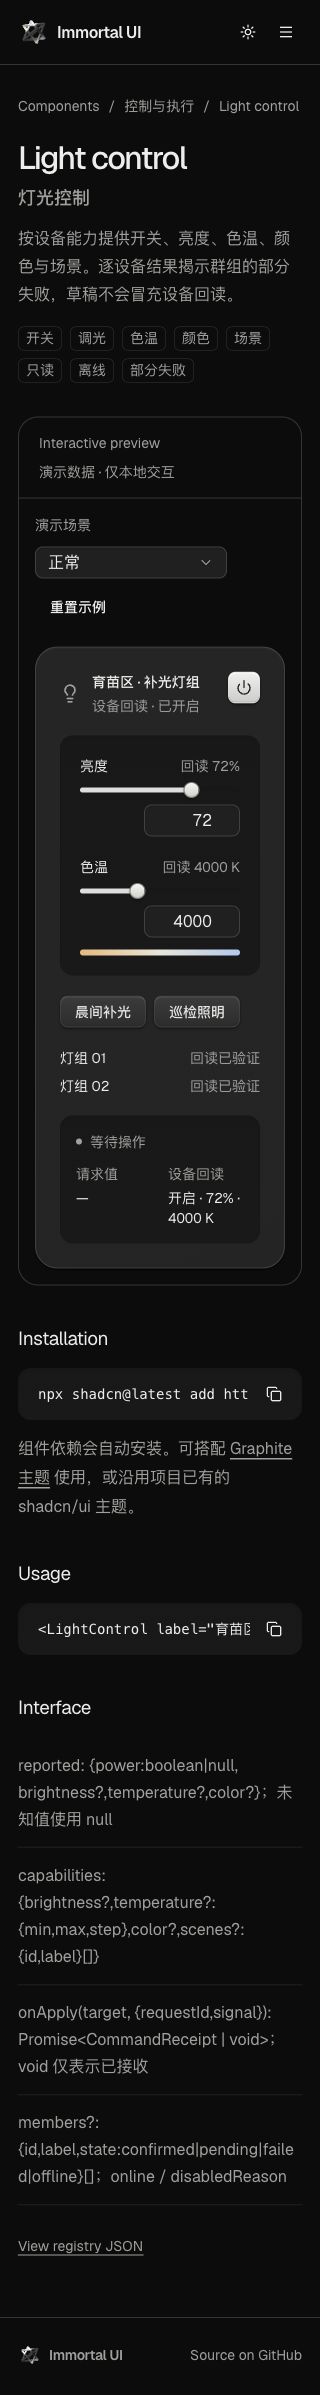 Immortal UI
Components / 控制与执行 / Light control
Light control
灯光控制
按设备能力提供开关、亮度、色温、颜
色与场景。逐设备结果揭示群组的部分
失败，草稿不会冒充设备回读。
开关 调光 色温 颜色 场景
只读 离线 部分失败
Interactive preview
演示数据 · 仅本地交互
演示场景
正常
重置示例
育苗区 · 补光灯组
设备回读 · 已开启
亮度 回读 72%
72
色温 回读 4000 K
4000
晨间补光 巡检照明
灯组 01 回读已验证
灯组 02 回读已验证
等待操作
请求值 设备回读
— 开启 · 72% ·
4000 K
Installation
npx shadcn@latest add htt
组件依赖会自动安装。可搭配 Graphite
主题 使用，或沿用项目已有的
shadcn/ui 主题。
Usage
<LightControl label="育苗区
Interface
reported: {power:boolean|null,
brightness?,temperature?,color?}；未
知值使用 null
capabilities:
{brightness?,temperature?:
{min,max,step},color?,scenes?:
{id,label}[]}
onApply(target, {requestId,signal}):
Promise<CommandReceipt | void>；
void 仅表示已接收
members?:
{id,label,state:confirmed|pending|faile
d|offline}[]；online / disabledReason
View registry JSON
Immortal UI Source on GitHub